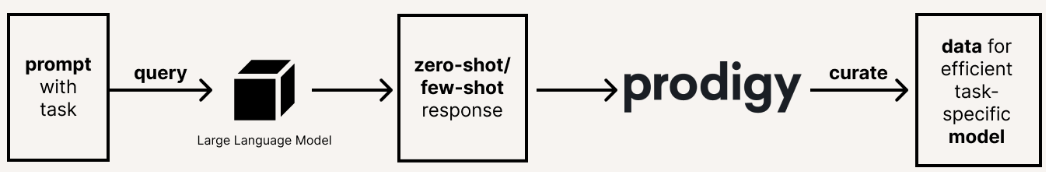 prompt
with
task
query
Large Language Model
zero-shot/
few-shot
response
prodigy
curate
data for
efficient
task-
specific
model